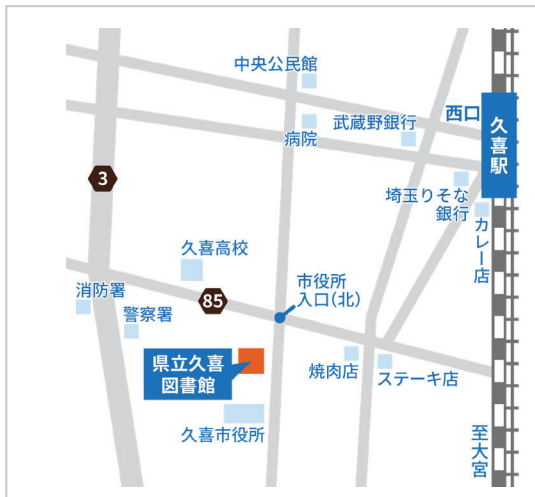 中央公民館
西口
久喜駅
病院
武蔵野銀行
3
埼玉りそな
銀行
カレー店
久喜高校
市役所
入口(北)
85
消防署
警察署
県立久喜
図書館
焼肉店
ステーキ店
久喜市役所
至大宮